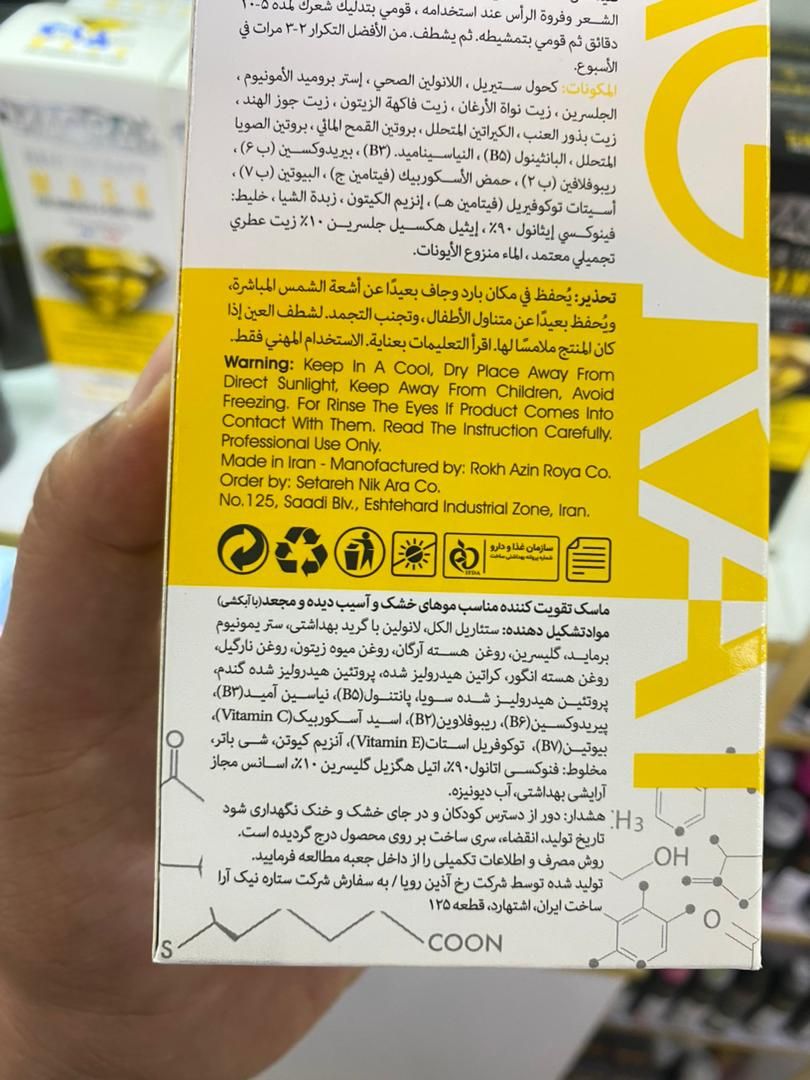 الشعر وفروة الرأس عند استخدامه ، قومي بتدليك شعرك لمده ٥-١٠
دقائق ثم قومي بتمشيطه. ثم يشطف. من الأفضل التكرار ٢-٣ مرات في
الأسبوع.
المكونات: كحول ستيريل ، اللانولين الصحي ، إستر بروميد الأمونيوم ،
الجلسرين ، زيت نواة الأرغان ، زيت فاكهة الزيتون ، زيت جوز الهند ،
زيت بذور العنب ، الكيراتين المتحلل ، بروتين القمح المائي ، بروتين الصويا
المتحلل ، البانثينول (B5) ، النياسيناميد. (B3) ، بيريدوكسين (ب ٦) ،
ريبوفلافين (ب ٢) ، حمض الأسكوربيك (فيتامين ج) ، البيوتين (ب ٧) ،
أسيتات توكوفيريل (فيتامين هـ) ، إنزيم الكيتون ، زبدة الشيا ، خليط:
فينوكسي إيثانول ٩٠٪ ، إيثيل هكسيل جلسرين ١٠٪ زيت عطري
تجميلي معتمد ، الماء منزوع الأيونات.
تحذير: يُحفظ في مكان بارد وجاف بعيدًا عن أشعة الشمس المباشرة،
ويُحفظ بعيدًا عن متناول الأطفال ، وتجنب التجمد. لشطف العين إذا
كان المنتج ملامسًا لها. اقرأ التعليمات بعناية. الاستخدام المهني فقط.
Warning: Keep In A Cool, Dry Place Away From
Direct Sunlight, Keep Away From Children, Avoid
Freezing. For Rinse The Eyes If Product Comes Into
Contact With Them. Read The Instruction Carefully.
Professional Use Only.
Made in Iran - Manofactured by: Rokh Azin Roya Co.
Order by: Setareh Nik Ara Co.
No.125, Saadi Blv., Eshtehard Industrial Zone, Iran.
سازمان غذا و دارو
شماره پروانه بهداشتی ساخت
IFDA
ماسک تقویت کننده مناسب موهای خشک و آسیب دیده و مجعد (با آبکشی)
مواد تشکیل دهنده: ستئاریل الکل، لانولین با گرید بهداشتی، ستر یمونیوم
برماید، گلیسرین، روغن هسته آرگان، روغن میوه زیتون، روغن نارگیل،
روغن هسته انگور، کراتین هیدرولیز شده، پروتئین هیدرولیز شده گندم،
پروتئین هیدرولیز شده سویا، پانتنول(B5)، نیاسین آمید(B3)،
پیریدوکسین(B6)، ریبوفلاوین(B2)، اسید آسکوربیک(Vitamin C)،
بیوتین(B7)، توکوفریل استات(Vitamin E)، آنزیم کیوتن، شی باتر،
مخلوط: فنوکسی اتانول ۹۰٪، اتیل هگزیل گلیسرین ۱۰٪، اسانس مجاز
آرایشی بهداشتی، آب دیونیزه.
هشدار: دور از دسترس کودکان و در جای خشک و خنک نگهداری شود
تاریخ تولید، انقضاء، سری ساخت بر روی محصول درج گردیده است.
روش مصرف و اطلاعات تکمیلی را از داخل جعبه مطالعه فرمایید.
تولید شده توسط شرکت رخ آذین رویا / به سفارش شرکت ستاره نیک آرا
ساخت ایران، اشتهارد، قطعه ۱۲۵
H3
OH
O
O
S
COON
MASK